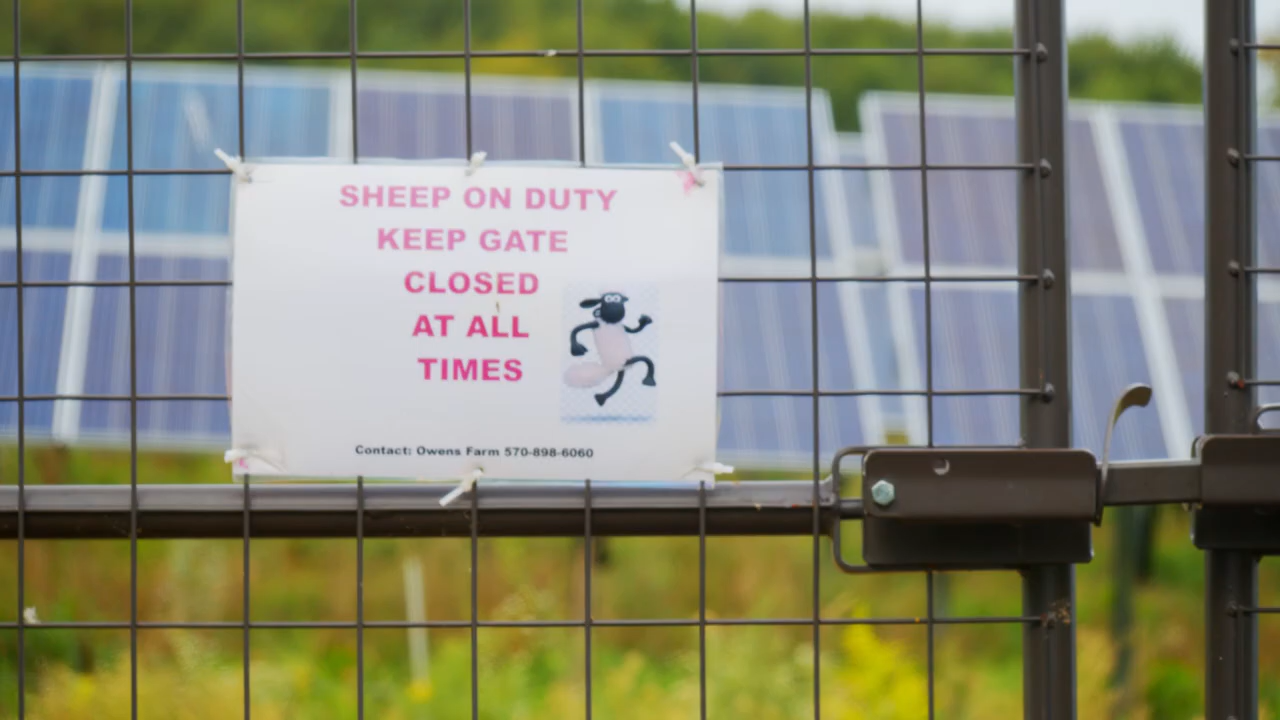 SHEEP ON DUTY
KEEP GATE
CLOSED
AT ALL
TIMES
Contact: Owens Farm 570-898-6060